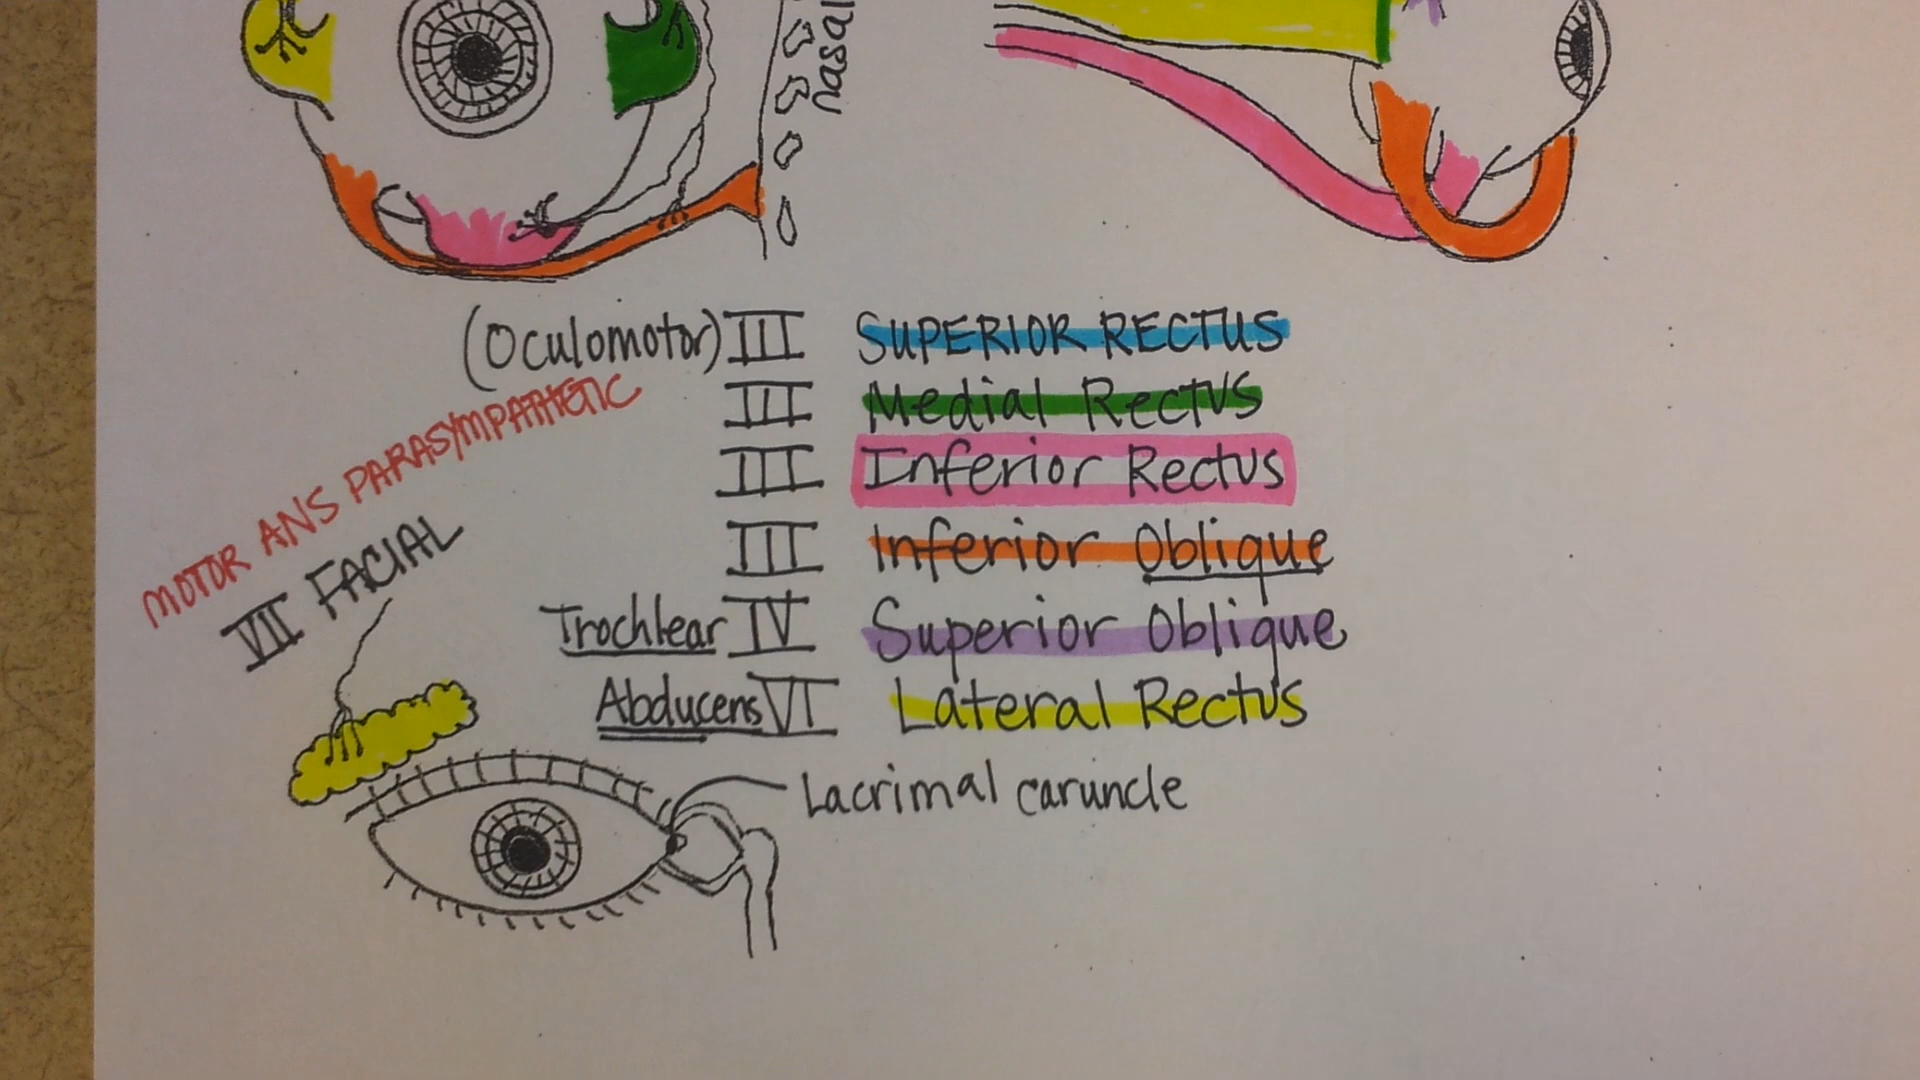 nasal
(Oculomotor) III SUPERIOR RECTUS
III Medial Rectus
III Inferior Rectus
III Inferior Oblique
Trochlear IV Superior Oblique
Abducens VI Lateral Rectus
MOTOR ANS PARASYMPATHETIC
VII FACIAL
Lacrimal caruncle